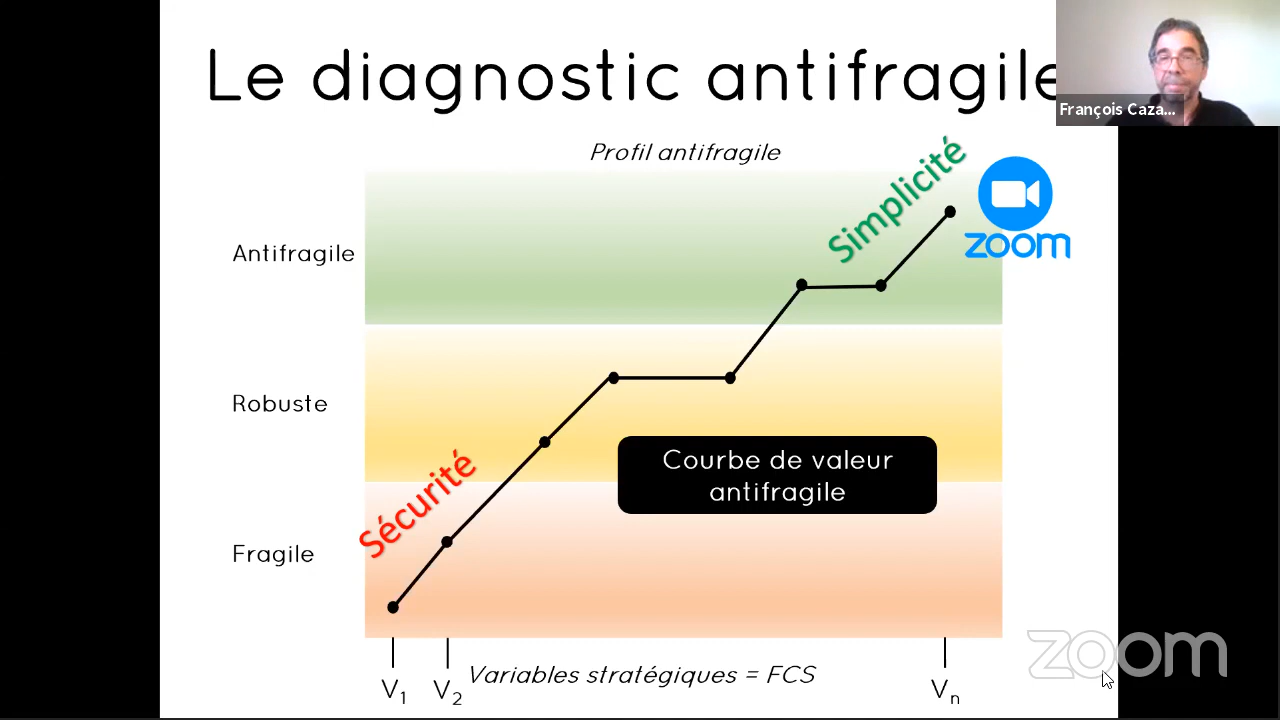 Le diagnostic antifragile
François Caza...
Profil antifragile
Simplicité
zoom
Antifragile
Robuste
Sécurité
Courbe de valeur
antifragile
Fragile
zoom
Variables stratégiques = FCS
V1
V2
Vn